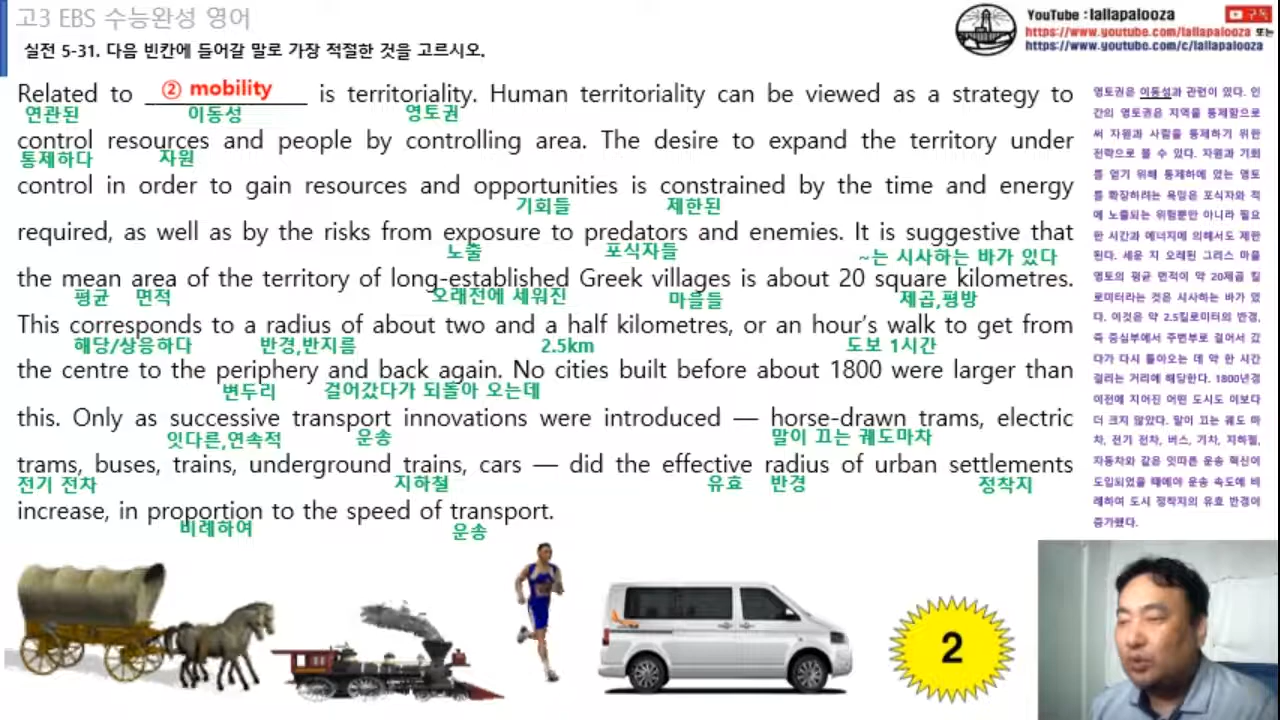 고3 EBS 수능완성 영어
실전 5-31. 다음 빈칸에 들어갈 말로 가장 적절한 것을 고르시오.
YouTube : lallapalooza 구독
https://www.youtube.com/lallapalooza 또는
https://www.youtube.com/c/lallapalooza
Related to ② mobility is territoriality. Human territoriality can be viewed as a strategy to
연관된 이동성 영토권
control resources and people by controlling area. The desire to expand the territory under
통제하다 자원
control in order to gain resources and opportunities is constrained by the time and energy
기회들 제한된
required, as well as by the risks from exposure to predators and enemies. It is suggestive that
노출 포식자들 ~는 시사하는 바가 있다
the mean area of the territory of long-established Greek villages is about 20 square kilometres.
평균 면적 오래전에 세워진 마을들 제곱,평방
This corresponds to a radius of about two and a half kilometres, or an hour's walk to get from
해당/상응하다 반경,반지름 2.5km 도보 1시간
the centre to the periphery and back again. No cities built before about 1800 were larger than
변두리 걸어갔다가 되돌아 오는데
this. Only as successive transport innovations were introduced — horse-drawn trams, electric
잇다른,연속적 운송 말이 끄는 궤도마차
trams, buses, trains, underground trains, cars — did the effective radius of urban settlements
전기 전차 지하철 유효 반경 정착지
increase, in proportion to the speed of transport.
비례하여 운송
영토권은 이동성과 관련이 있다. 인
간의 영토권은 지역을 통제함으로
써 자원과 사람을 통제하기 위한
전략으로 볼 수 있다. 자원과 기회
를 얻기 위해 통제하에 있는 영토
를 확장하려는 욕망은 포식자와 적
에 노출되는 위험뿐만 아니라 필요
한 시간과 에너지에 의해서도 제한
된다. 세운 지 오래된 그리스 마을
영토의 평균 면적이 약 20제곱 킬
로미터라는 것은 시사하는 바가 있
다. 이것은 약 2.5킬로미터의 반경,
즉 중심부에서 주변부로 걸어서 갔
다가 다시 돌아오는 데 약 한 시간
걸리는 거리에 해당한다. 1800년경
이전에 지어진 어떤 도시도 이보다
더 크지 않았다. 말이 끄는 궤도 마
차, 전기 전차, 버스, 기차, 지하철,
자동차와 같은 잇따른 운송 혁신이
도입되었을 때에야 운송 속도에 비
례하여 도시 정착지의 유효 반경이
증가했다.
2